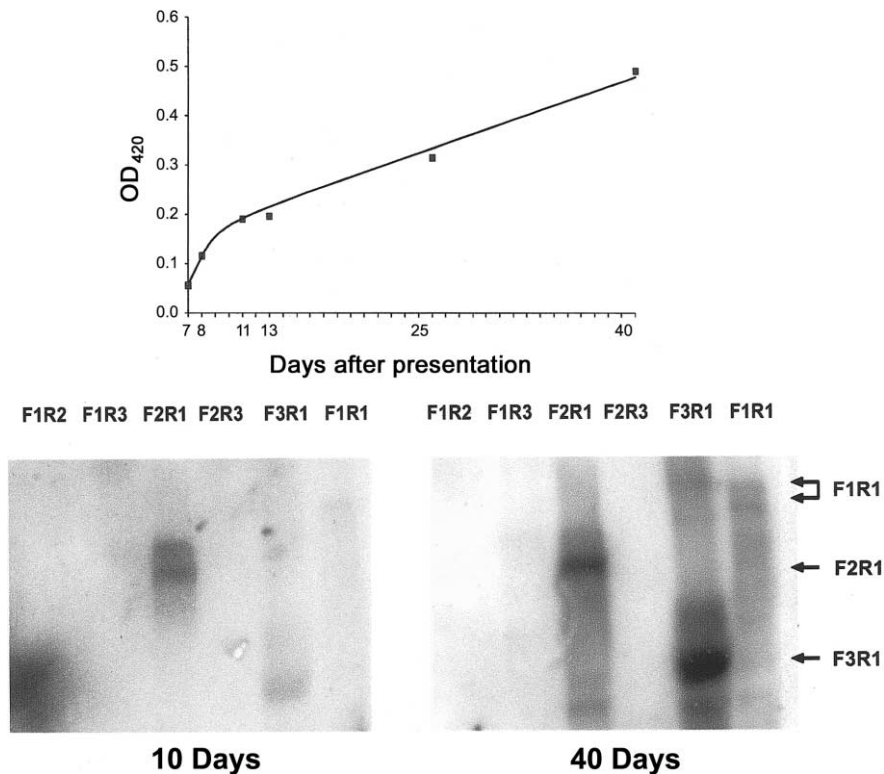 0.6
0.5
0.4
0.3
0.2
0.1
0.0
OD420
7 8 11 13 25 40
Days after presentation
F1R2 F1R3 F2R1 F2R3 F3R1 F1R1
F1R2 F1R3 F2R1 F2R3 F3R1 F1R1
F1R1
F2R1
F3R1
10 Days
40 Days